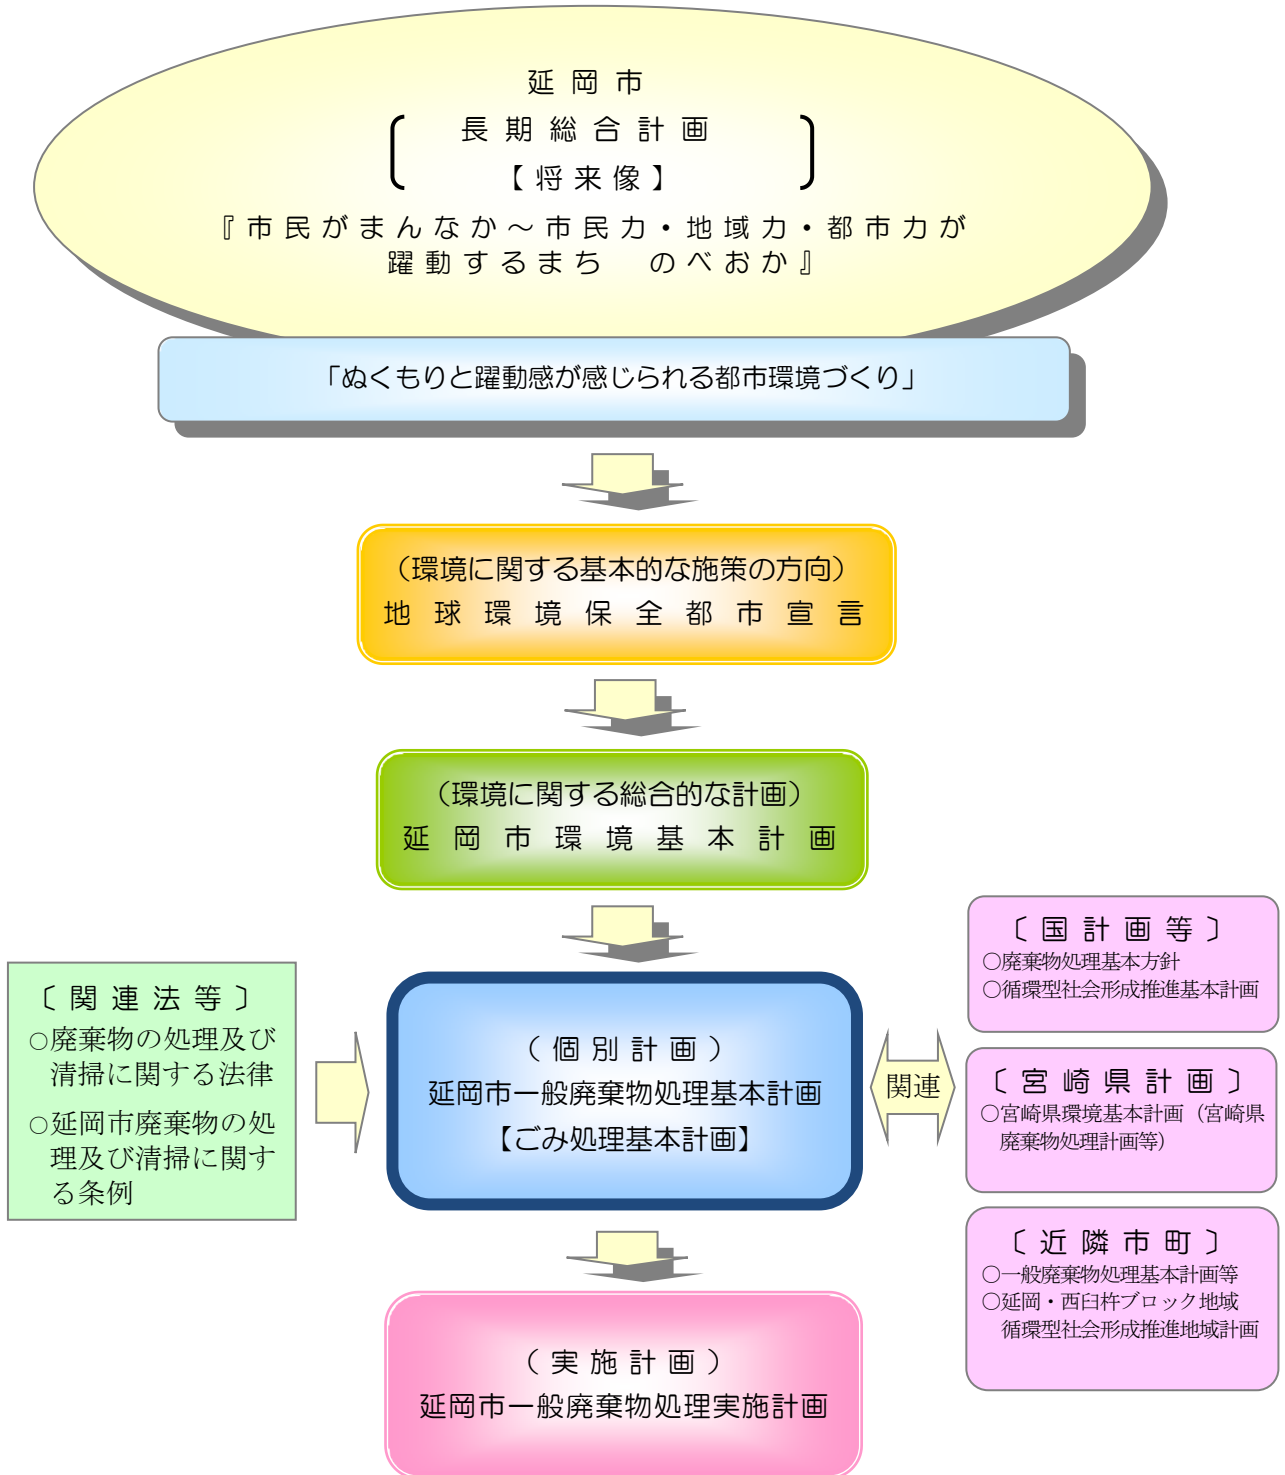 延岡市
長期総合計画
【将来像】
『市民がまんなか～市民力・地域力・都市力が
躍動するまち　のべおか』
「ぬくもりと躍動感が感じられる都市環境づくり」
（環境に関する基本的な施策の方向）
地球環境保全都市宣言
（環境に関する総合的な計画）
延岡市環境基本計画
〔関連法等〕
○廃棄物の処理及び
清掃に関する法律
○延岡市廃棄物の処
理及び清掃に関す
る条例
（個別計画）
延岡市一般廃棄物処理基本計画
【ごみ処理基本計画】
関連
〔国計画等〕
○廃棄物処理基本方針
○循環型社会形成推進基本計画
〔宮崎県計画〕
○宮崎県環境基本計画（宮崎県
廃棄物処理計画等）
〔近隣市町〕
○一般廃棄物処理基本計画等
○延岡・西臼杵ブロック地域
循環型社会形成推進地域計画
（実施計画）
延岡市一般廃棄物処理実施計画